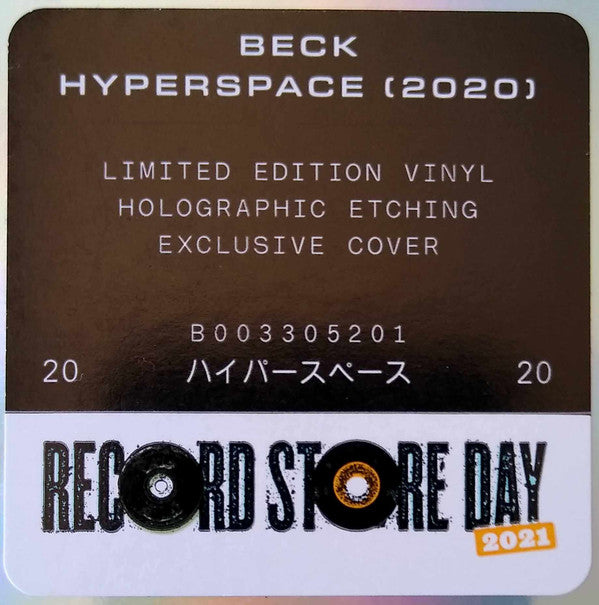 BECK
HYPERSPACE (2020)
LIMITED EDITION VINYL
HOLOGRAPHIC ETCHING
EXCLUSIVE COVER
B003305201
20 ハイパースペース 20
RECORD STORE DAY
2021